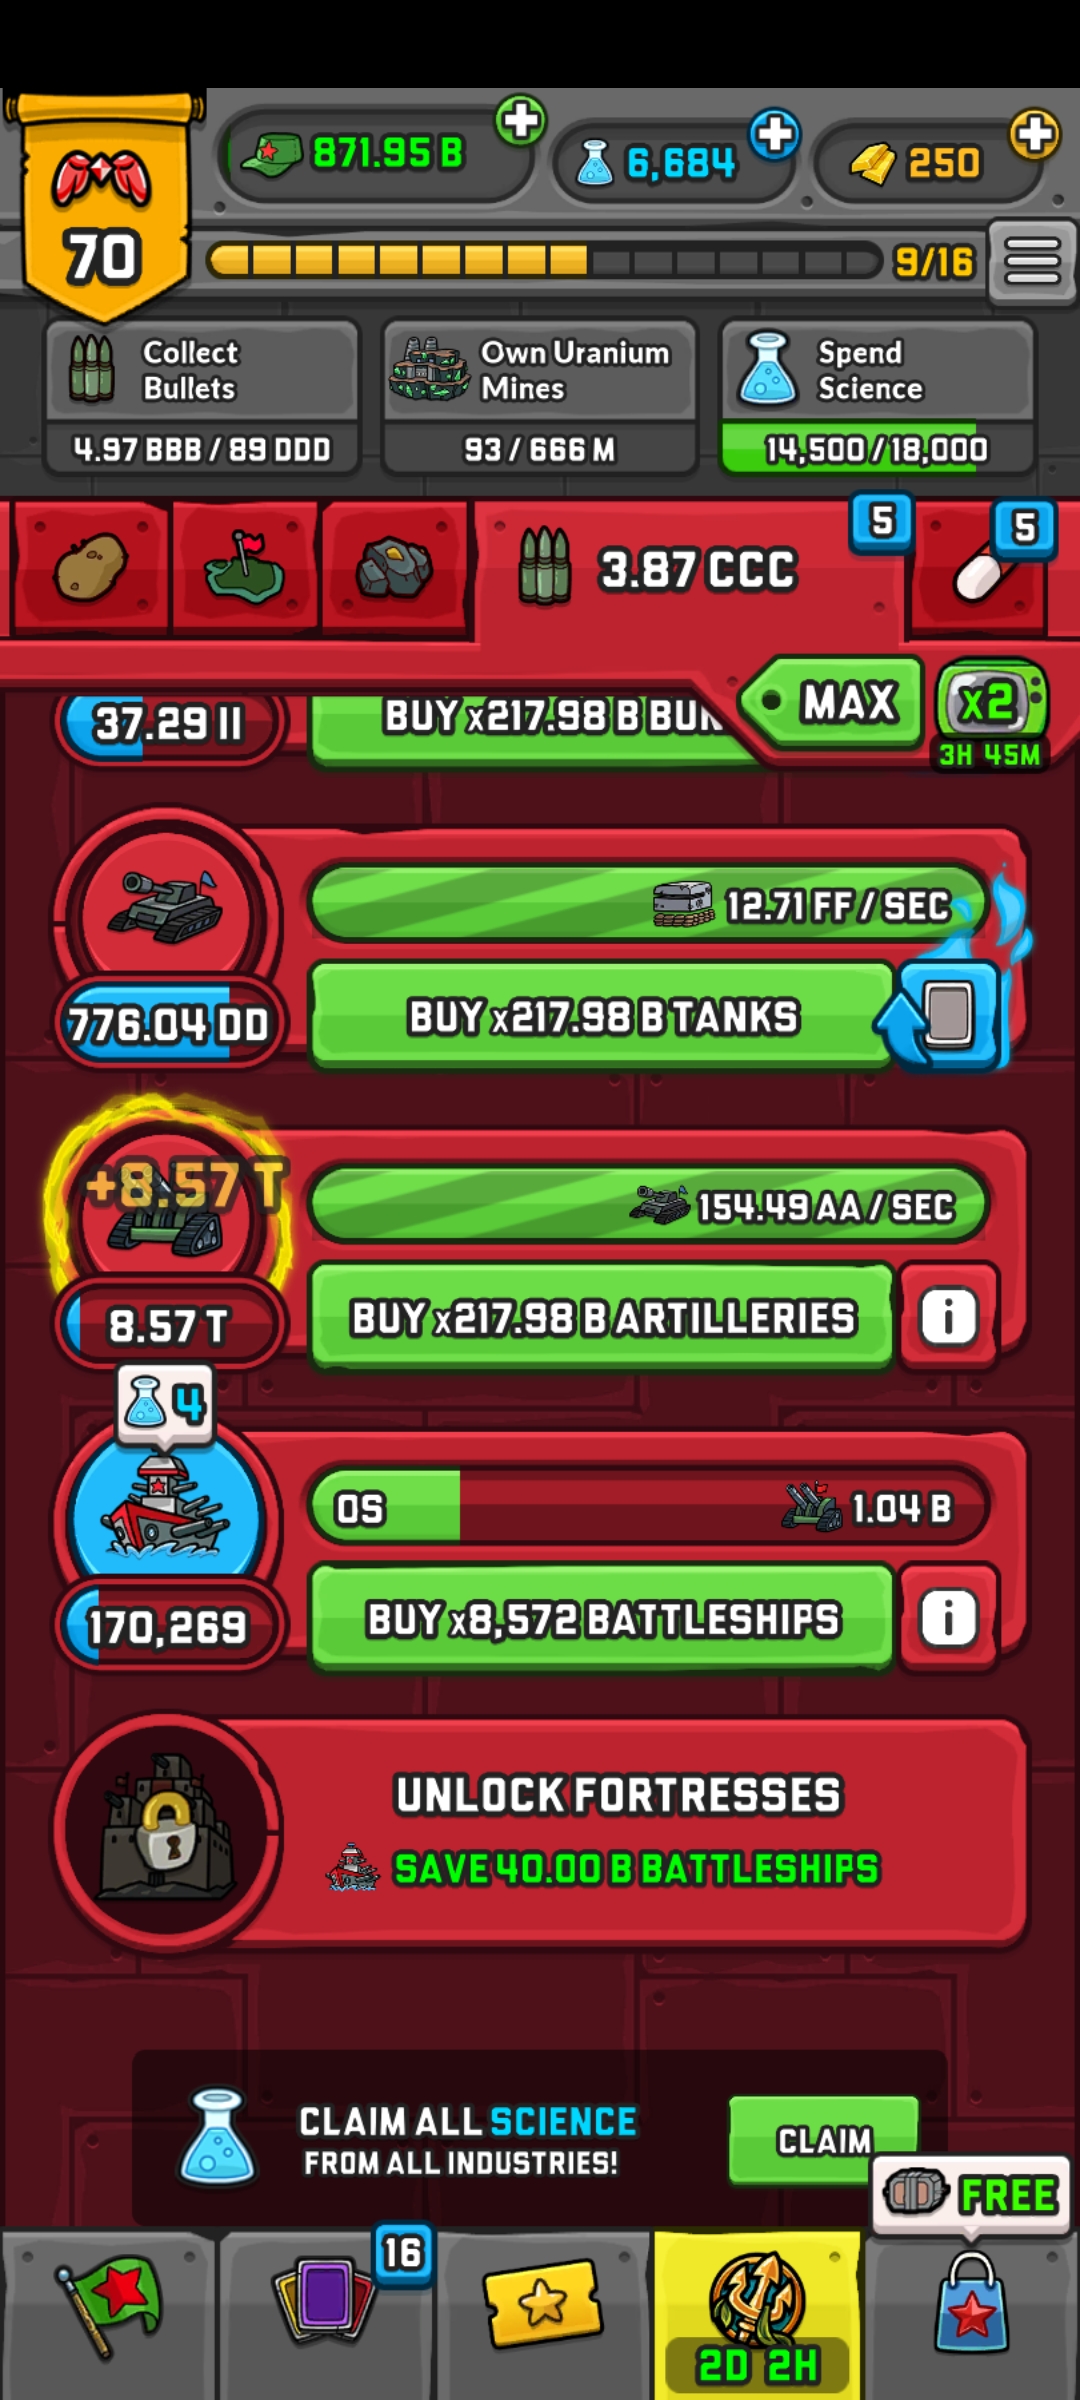 871.95 B
6,684
250
70
9/16
Collect
Bullets
4.97 BBB / 89 DDD
Own Uranium
Mines
93 / 666 M
Spend
Science
14,500/18,000
3.87 CCC
5
5
MAX
x2
3H 45M
37.29 II
BUY x217.98 B BUN
12.71 FF / SEC
776.04 DD
BUY x217.98 B TANKS
+8.57 T
154.49 AA / SEC
8.57 T
BUY x217.98 B ARTILLERIES
i
4
0S
1.04 B
170,269
BUY x8,572 BATTLESHIPS
i
UNLOCK FORTRESSES
SAVE 40.00 B BATTLESHIPS
CLAIM ALL SCIENCE
FROM ALL INDUSTRIES!
CLAIM
FREE
16
2D 2H